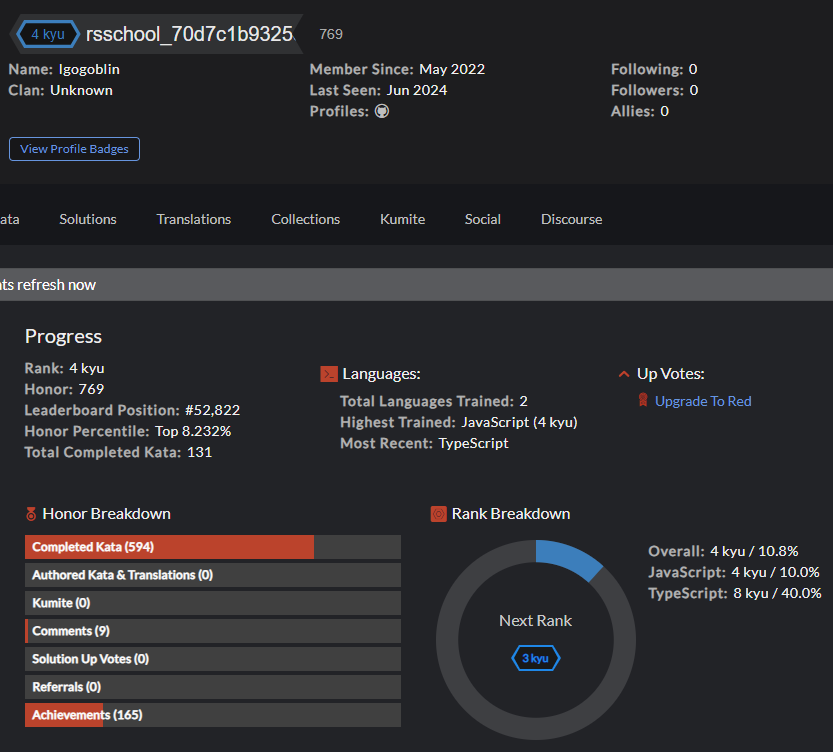 4 kyu rsschool_70d7c1b9325 769
Name: Igogoblin
Clan: Unknown
Member Since: May 2022
Last Seen: Jun 2024
Profiles:
Following: 0
Followers: 0
Allies: 0
View Profile Badges
ata Solutions Translations Collections Kumite Social Discourse
nts refresh now
Progress
Rank: 4 kyu
Honor: 769
Leaderboard Position: #52,822
Honor Percentile: Top 8.232%
Total Completed Kata: 131
Languages:
Total Languages Trained: 2
Highest Trained: JavaScript (4 kyu)
Most Recent: TypeScript
Up Votes:
Upgrade To Red
Honor Breakdown
Completed Kata (594)
Authored Kata & Translations (0)
Kumite (0)
Comments (9)
Solution Up Votes (0)
Referrals (0)
Achievements (165)
Rank Breakdown
Next Rank
3 kyu
Overall: 4 kyu / 10.8%
JavaScript: 4 kyu / 10.0%
TypeScript: 8 kyu / 40.0%